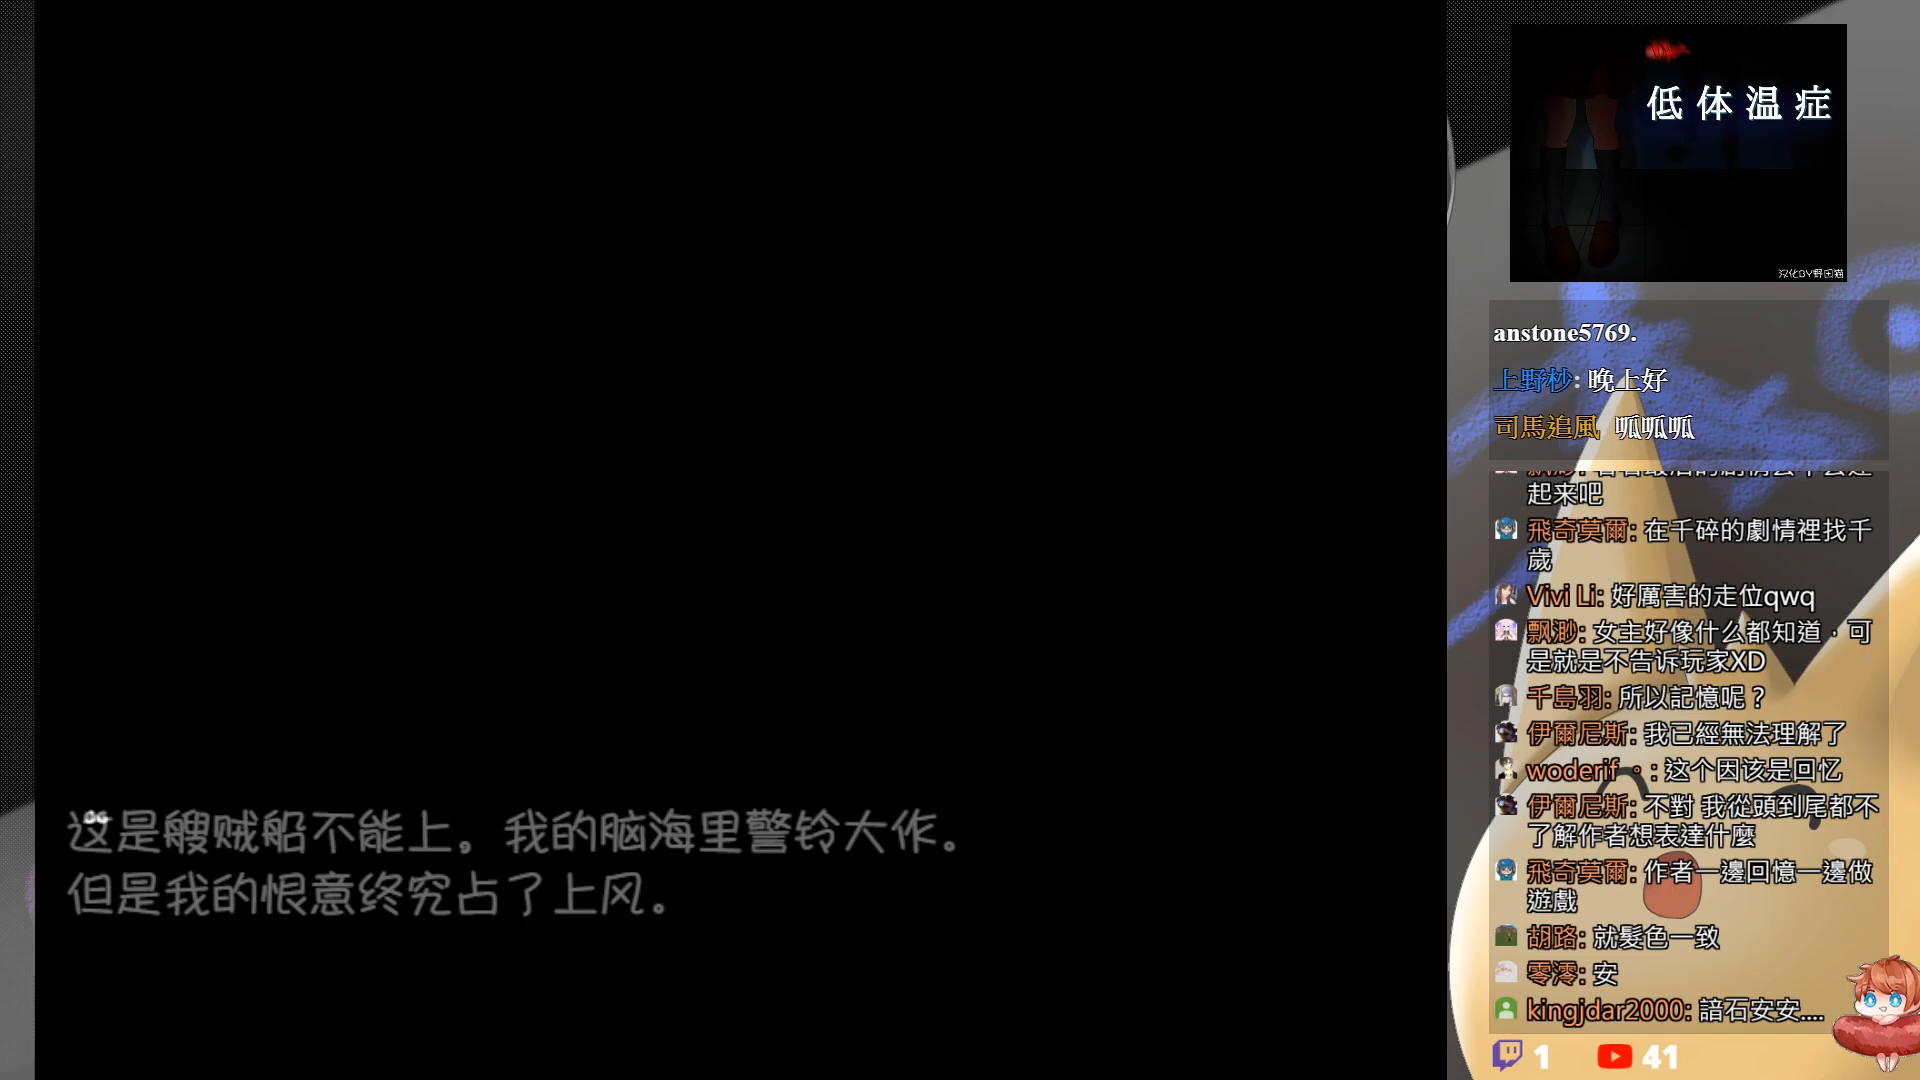 这是艘贼船不能上，我的脑海里警铃大作。
但是我的恨意终究占了上风。
低体温症
汉化BY野田猫
anstone5769.
上野杪: 晚上好
司馬追風 呱呱呱
起来吧
飛奇莫爾: 在千碎的劇情裡找千
歲
Vivi Li: 好厲害的走位qwq
飘渺: 女主好像什么都知道，可
是就是不告诉玩家XD
千島羽: 所以記憶呢？
伊爾尼斯: 我已經無法理解了
woderif 。: 这个因该是回忆
伊爾尼斯: 不對 我從頭到尾都不
了解作者想表達什麼
飛奇莫爾: 作者一邊回憶一邊做
遊戲
胡路: 就髮色一致
零澪: 安
kingjdar2000: 諳石安安....
1
41